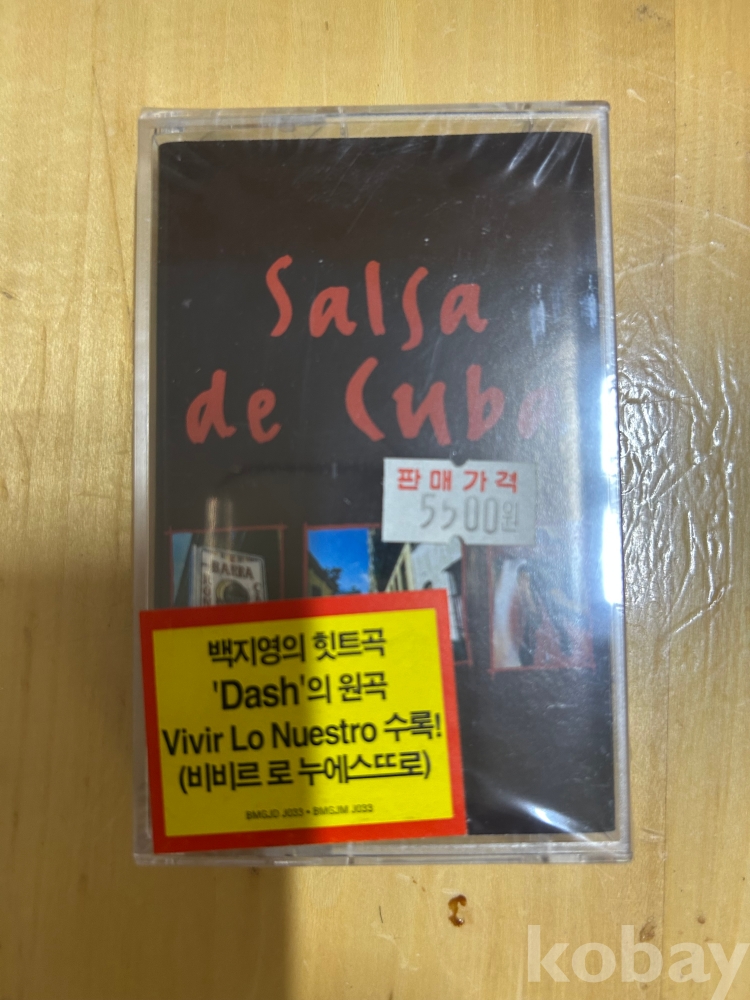 Salsa
de Cuba
판매가격
5500원
백지영의 힛트곡
'Dash'의 원곡
Vivir Lo Nuestro 수록!
(비비르 로 누에스뜨로)
BMGJD J033 • BMGJM J033
kobay